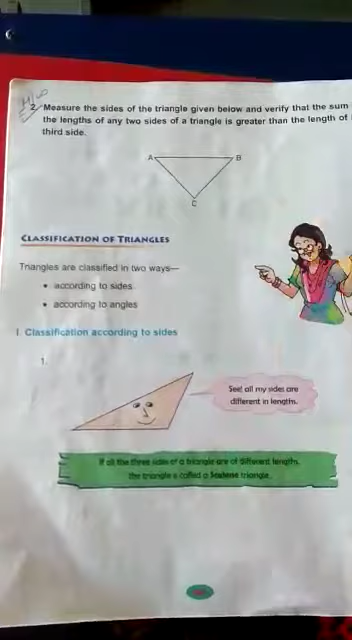 2. Measure the sides of the triangle given below and verify that the sum
the lengths of any two sides of a triangle is greater than the length of
third side.
A B
C
CLASSIFICATION OF TRIANGLES
Triangles are classified in two ways—
• according to sides
• according to angles
I. Classification according to sides
1.
See! all my sides are
different in length.
If all the three sides of a triangle are of different lengths,
the triangle is called a Scalene triangle.